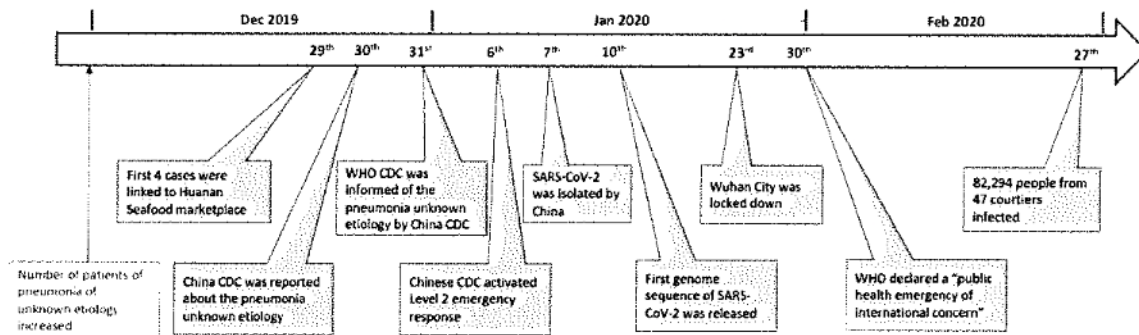 Dec 2019
Jan 2020
Feb 2020
29th
30th
31st
6th
7th
10th
23rd
30th
27th
First 4 cases were
linked to Huanan
Seafood marketplace
WHO CDC was
informed of the
pneumonia unknown
etiology by China CDC
SARS-CoV-2
was isolated by
China
Wuhan City was
locked down
82,294 people from
47 courtiers
infected
Number of patients of
pneumonia of
unknown etiology
increased
China CDC was reported
about the pneumonia
unknown etiology
Chinese CDC activated
Level 2 emergency
response
First genome
sequence of SARS-
CoV-2 was released
WHO declared a "public
health emergency of
international concern"